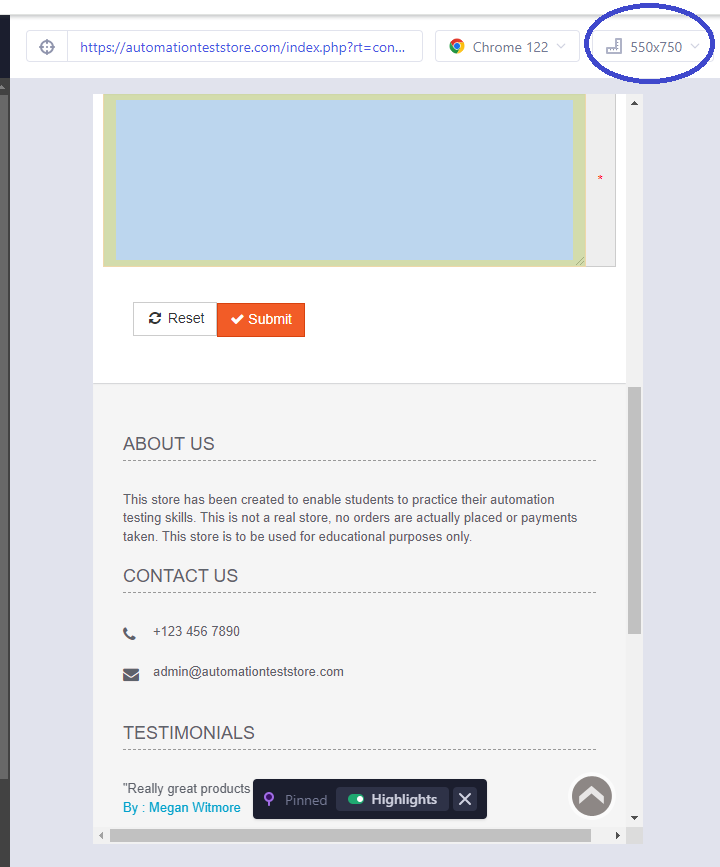 https://automationteststore.com/index.php?rt=con...
Chrome 122
550x750
*
Reset
Submit
ABOUT US
This store has been created to enable students to practice their automation
testing skills. This is not a real store, no orders are actually placed or payments
taken. This store is to be used for educational purposes only.
CONTACT US
+123 456 7890
admin@automationteststore.com
TESTIMONIALS
"Really great products
By : Megan Witmore
Pinned
Highlights